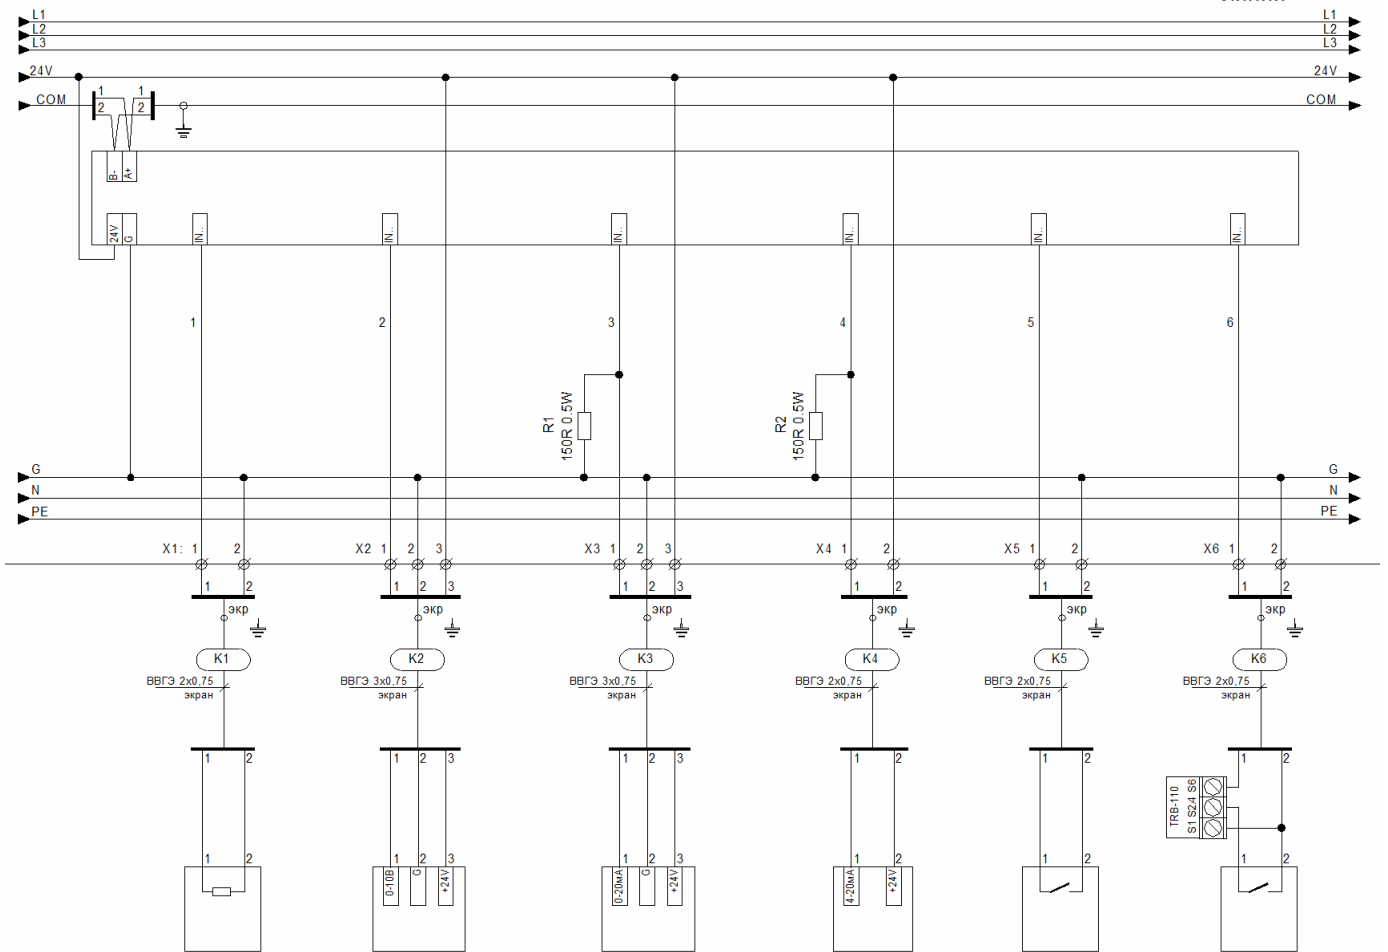 L1 L1
L2 L2
L3 L3
24V 24V
COM 1 1 COM
2 2
B- A+
24V G IN.. IN.. IN.. IN.. IN.. IN..
1 2 3 4 5 6
R1
150R 0.5W
R2
150R 0.5W
G G
N N
PE PE
X1: 1 2 X2 1 2 3 X3 1 2 3 X4 1 2 X5 1 2 X6 1 2
1 2 1 2 3 1 2 3 1 2 1 2 1 2
экр экр экр экр экр экр
K1 K2 K3 K4 K5 K6
ВВГЭ 2x0,75 ВВГЭ 3x0,75 ВВГЭ 3x0,75 ВВГЭ 2x0,75 ВВГЭ 2x0,75 ВВГЭ 2x0,75
экран экран экран экран экран экран
1 2 1 2 3 1 2 3 1 2 1 2 1 2
TRB-110
S1 S2,4 S6
1 2 1 2 3 1 2 3 1 2 1 2 1 2
0-10В G +24V 0-20мА G +24V 4-20мА +24V